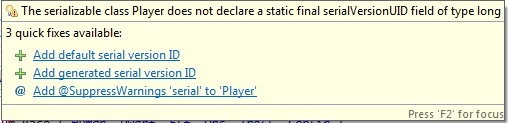 The serializable class Player does not declare a static final serialVersionUID field of type long
3 quick fixes available:
Add default serial version ID
Add generated serial version ID
@ Add @SuppressWarnings 'serial' to 'Player'
Press 'F2' for focus